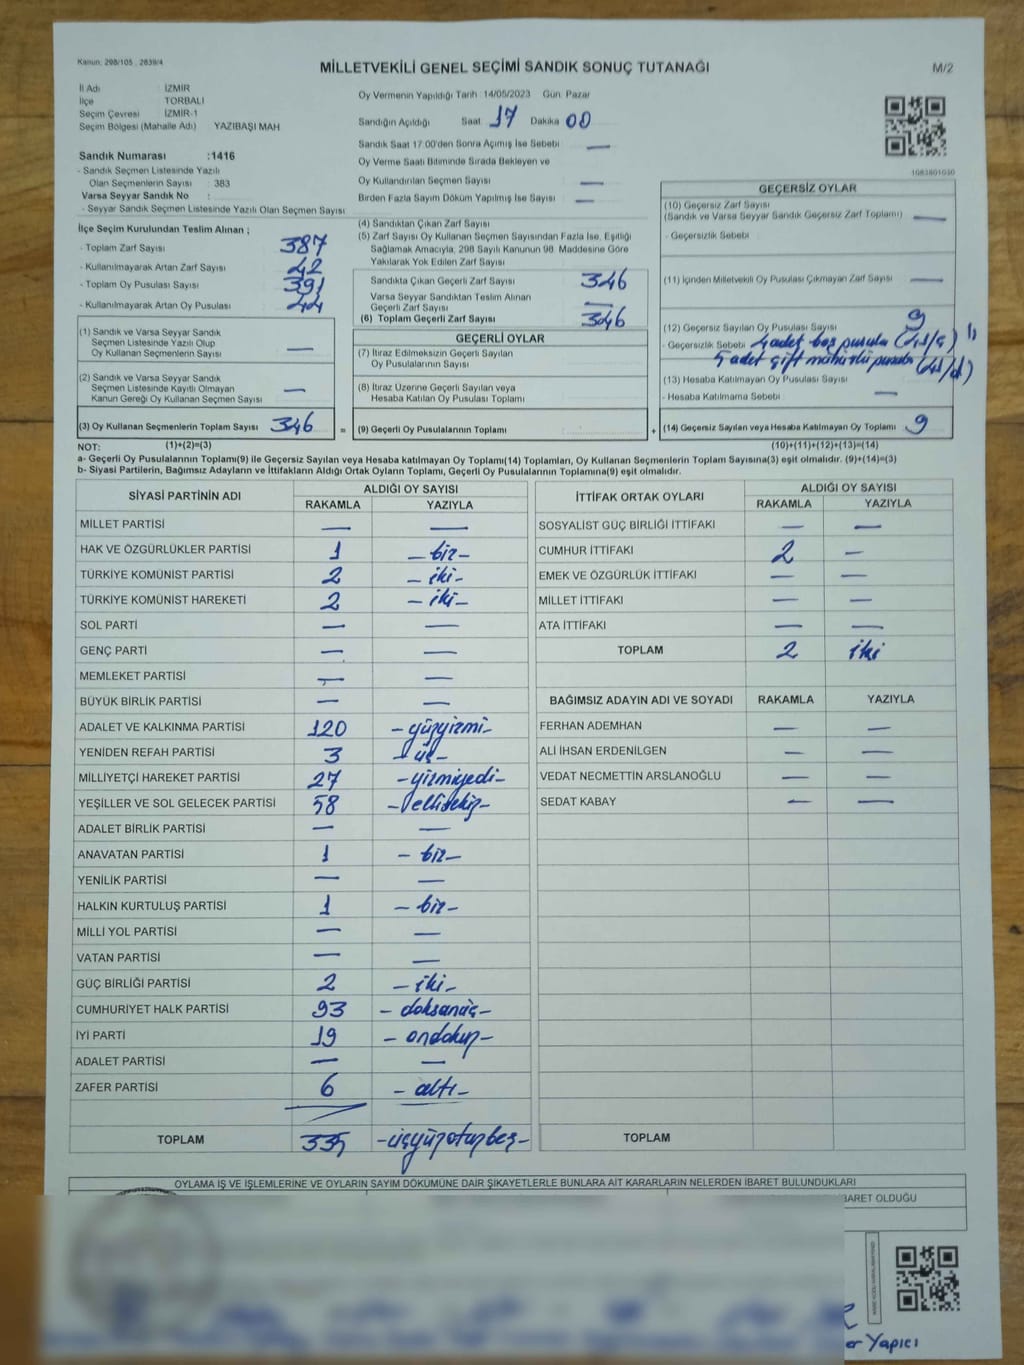 Kanun: 298/105 , 2839/4
MİLLETVEKİLİ GENEL SEÇİMİ SANDIK SONUÇ TUTANAĞI
M/2
İl Adı : İZMİR
İlçe : TORBALI
Seçim Çevresi : İZMİR-1
Seçim Bölgesi (Mahalle Adı) : YAZIBAŞI MAH
Sandık Numarası :1416
- Sandık Seçmen Listesinde Yazılı
Olan Seçmenlerin Sayısı : 383
Varsa Seyyar Sandık No :
- Seyyar Sandık Seçmen Listesinde Yazılı Olan Seçmen Sayısı :
İlçe Seçim Kurulundan Teslim Alınan ;
- Toplam Zarf Sayısı : 387
- Kullanılmayarak Artan Zarf Sayısı : 42
- Toplam Oy Pusulası Sayısı : 391
- Kullanılmayarak Artan Oy Pusulası : 44
(1) Sandık ve Varsa Seyyar Sandık
Seçmen Listesinde Yazılı Olup
Oy Kullanan Seçmenlerin Sayısı —
(2) Sandık ve Varsa Seyyar Sandık
Seçmen Listesinde Kayıtlı Olmayan
Kanun Gereği Oy Kullanan Seçmen Sayısı —
(3) Oy Kullanan Seçmenlerin Toplam Sayısı 346
(1)+(2)=(3)
Oy Vermenin Yapıldığı Tarih 14/05/2023 Gün Pazar
Sandığın Açıldığı Saat 17 Dakika 00
Sandık Saat 17:00'den Sonra Açımış İse Sebebi —
Oy Verme Saati Bitiminde Sırada Bekleyen ve
Oy Kullandırılan Seçmen Sayısı —
Birden Fazla Sayım Döküm Yapılmış İse Sayısı —
(4) Sandıktan Çıkan Zarf Sayısı
(5) Zarf Sayısı Oy Kullanan Seçmen Sayısından Fazla İse, Eşitliği
Sağlamak Amacıyla, 298 Sayılı Kanunun 98. Maddesine Göre
Yakılarak Yok Edilen Zarf Sayısı
Sandıkta Çıkan Geçerli Zarf Sayısı 346
Varsa Seyyar Sandıktan Teslim Alınan
Geçerli Zarf Sayısı —
(6) Toplam Geçerli Zarf Sayısı 346
GEÇERLİ OYLAR
(7) İtiraz Edilmeksizin Geçerli Sayılan
Oy Pusulalarının Sayısı
(8) İtiraz Üzerine Geçerli Sayılan veya
Hesaba Katılan Oy Pusulası Toplamı
= (9) Geçerli Oy Pusulalarının Toplamı +
1083801030
GEÇERSİZ OYLAR
(10) Geçersiz Zarf Sayısı
(Sandık ve Varsa Seyyar Sandık Geçersiz Zarf Toplamı) —
- Geçersizlik Sebebi
(11) İçinden Milletvekili Oy Pusulası Çıkmayan Zarf Sayısı —
(12) Geçersiz Sayılan Oy Pusulası Sayısı 9
- Geçersizlik Sebebi 4 adet boş pusula
5 adet çift mühürlü pusula
(13) Hesaba Katılmayan Oy Pusulası Sayısı —
- Hesaba Katılmama Sebebi
(14) Geçersiz Sayılan veya Hesaba Katılmayan Oy Toplamı 9
(10)+(11)+(12)+(13)=(14)
NOT:
a- Geçerli Oy Pusulalarının Toplamı(9) ile Geçersiz Sayılan veya Hesaba katılmayan Oy Toplamı(14) Toplamları, Oy Kullanan Seçmenlerin Toplam Sayısına(3) eşit olmalıdır. (9)+(14)=(3)
b- Siyasi Partilerin, Bağımsız Adayların ve İttifakların Aldığı Ortak Oyların Toplamı, Geçerli Oy Pusulalarının Toplamına(9) eşit olmalıdır.
SİYASİ PARTİNİN ADI ALDIĞI OY SAYISI
RAKAMLA YAZIYLA
MİLLET PARTİSİ — —
HAK VE ÖZGÜRLÜKLER PARTİSİ 1 -bir-
TÜRKİYE KOMÜNİST PARTİSİ 2 -iki-
TÜRKİYE KOMÜNİST HAREKETİ 2 -iki-
SOL PARTİ — —
GENÇ PARTİ — —
MEMLEKET PARTİSİ — —
BÜYÜK BİRLİK PARTİSİ — —
ADALET VE KALKINMA PARTİSİ 120 -yüzyirmi-
YENİDEN REFAH PARTİSİ 3 -üç-
MİLLİYETÇİ HAREKET PARTİSİ 27 -yirmiyedi-
YEŞİLLER VE SOL GELECEK PARTİSİ 58 -ellisekiz-
ADALET BİRLİK PARTİSİ — —
ANAVATAN PARTİSİ 1 -bir-
YENİLİK PARTİSİ — —
HALKIN KURTULUŞ PARTİSİ 1 -bir-
MİLLİ YOL PARTİSİ — —
VATAN PARTİSİ — —
GÜÇ BİRLİĞİ PARTİSİ 2 -iki-
CUMHURİYET HALK PARTİSİ 93 -doksanüç-
İYİ PARTİ 19 -ondokuz-
ADALET PARTİSİ — —
ZAFER PARTİSİ 6 -altı-
TOPLAM 335 -üçyüzotuzbeş-
İTTİFAK ORTAK OYLARI ALDIĞI OY SAYISI
RAKAMLA YAZIYLA
SOSYALİST GÜÇ BİRLİĞİ İTTİFAKI — —
CUMHUR İTTİFAKI 2 —
EMEK VE ÖZGÜRLÜK İTTİFAKI — —
MİLLET İTTİFAKI — —
ATA İTTİFAKI — —
TOPLAM 2 iki
BAĞIMSIZ ADAYIN ADI VE SOYADI RAKAMLA YAZIYLA
FERHAN ADEMHAN — —
ALİ İHSAN ERDENİLGEN — —
VEDAT NECMETTİN ARSLANOĞLU — —
SEDAT KABAY — —
TOPLAM
OYLAMA İŞ VE İŞLEMLERİNE VE OYLARIN SAYIM DÖKÜMÜNE DAİR ŞİKAYETLERLE BUNLARA AİT KARARLARIN NELERDEN İBARET BULUNDUKLARI
BARET OLDUĞU
er Yapıcı